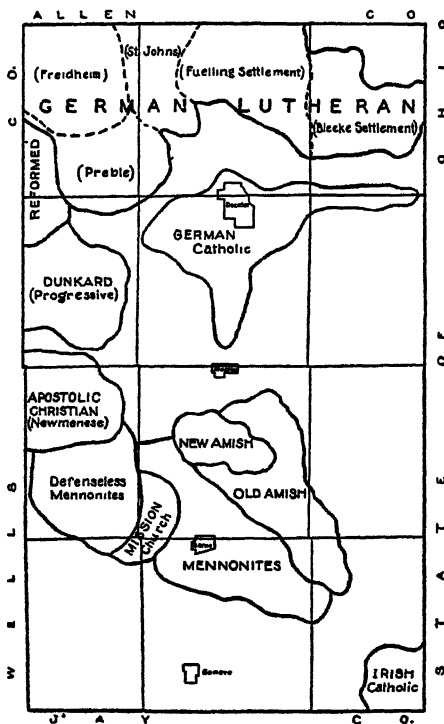 ALLEN CO.
(St. Johns)
(Freidheim)
(Fuelling Settlement)
GERMAN LUTHERAN
(Bleeke Settlement)
(Preble)
REFORMED
Decatur
GERMAN
Catholic
DUNKARD
(Progressive)
APOSTOLIC
CHRISTIAN
(Newmanese)
NEW AMISH
Defenseless
Mennonites
OLD AMISH
MISSION
Church
Berne
MENNONITES
Geneva
IRISH
Catholic
WELLS CO.
STATE OF OHIO
JAY CO.